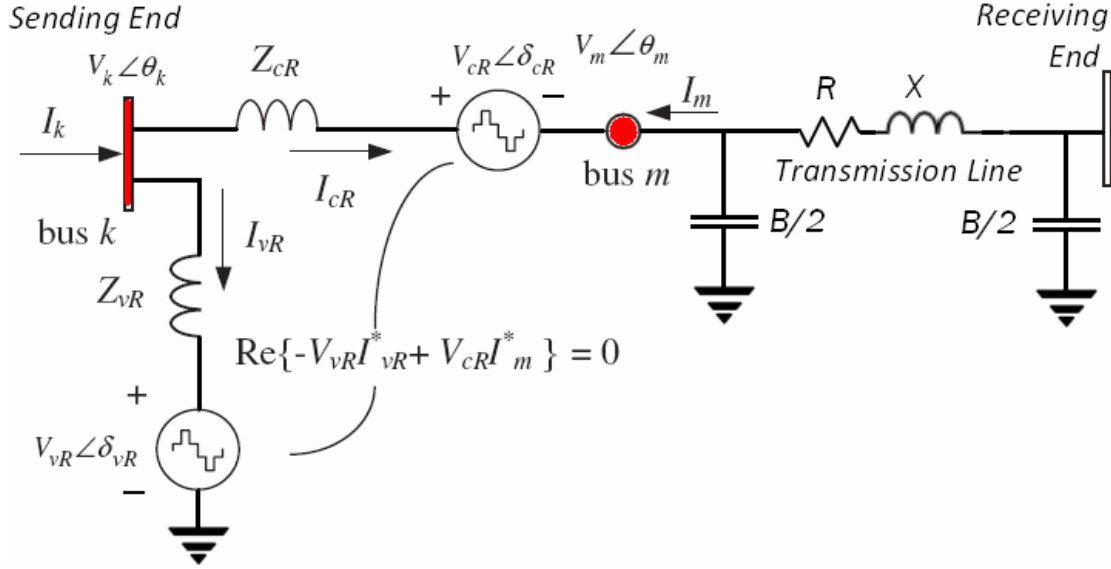 Sending End
Receiving End
V_k∠θ_k
Z_cR
V_cR∠δ_cR
V_m∠θ_m
+
−
I_k
I_m
R
X
I_cR
bus m
Transmission Line
bus k
I_vR
B/2
B/2
Z_vR
Re{-V_vR I*_vR + V_cR I*_m } = 0
+
V_vR∠δ_vR
−